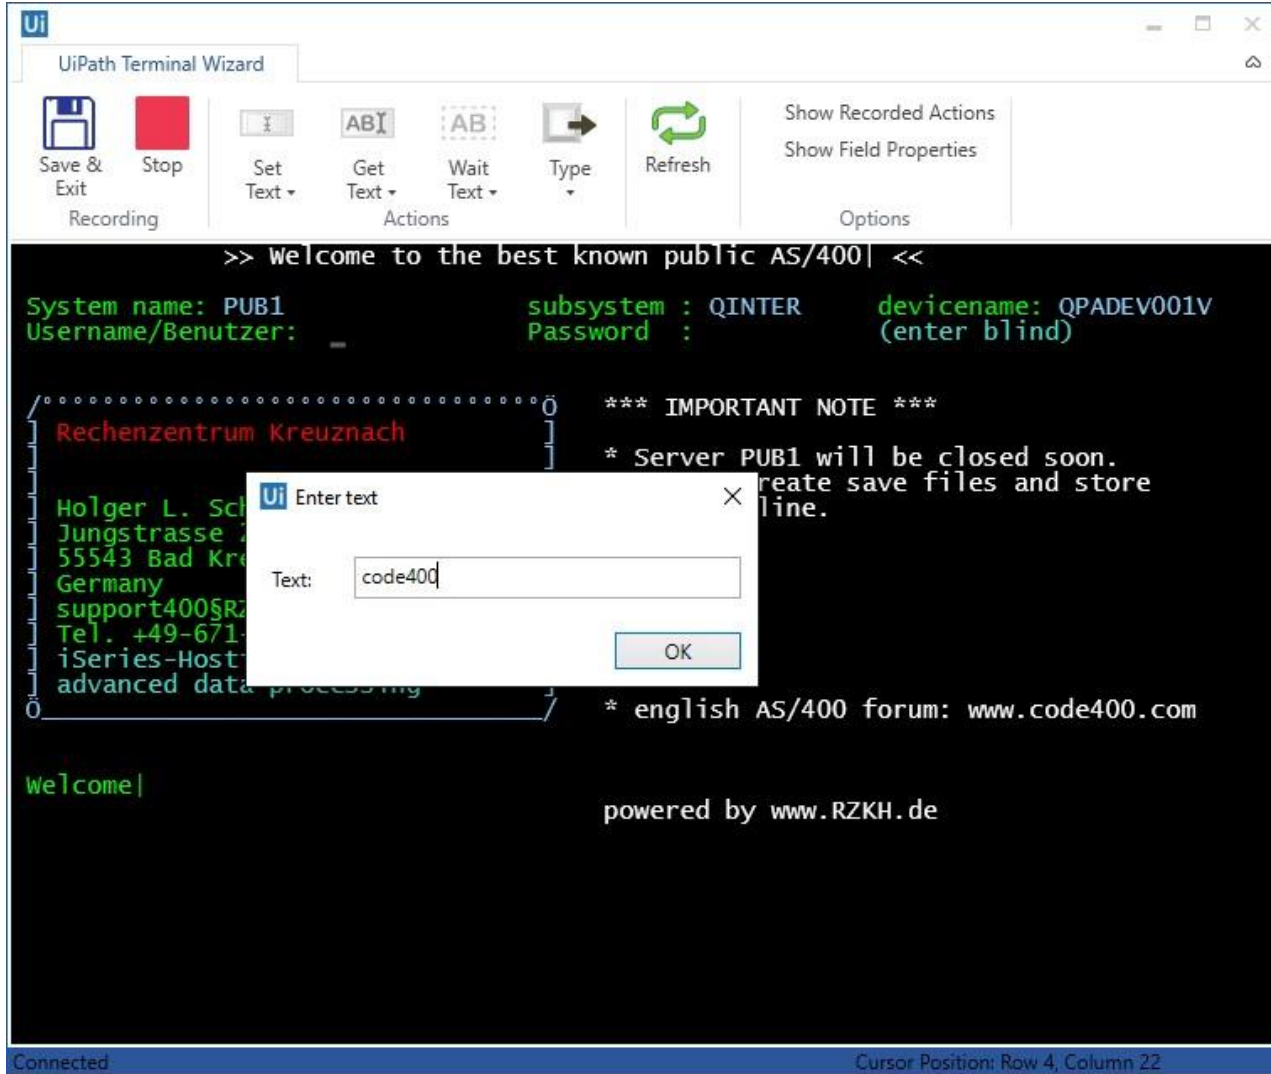 Ui
UiPath Terminal Wizard
Save & Exit
Stop
Set Text
Get Text
Wait Text
Type
Refresh
Show Recorded Actions
Show Field Properties
Recording
Actions
Options
>> Welcome to the best known public AS/400| <<
System name: PUB1 subsystem : QINTER devicename: QPADEV001V
Username/Benutzer: _ Password : (enter blind)
*** IMPORTANT NOTE ***
] Rechenzentrum Kreuznach ]
* Server PUB1 will be closed soon.
reate save files and store
line.
Holger L. Sch
Jungstrasse
55543 Bad Kre
Germany
support400§RZ
Tel. +49-671-
iSeries-Host
advanced data processing
Ui Enter text
Text: code400
OK
* english AS/400 forum: www.code400.com
Welcome|
powered by www.RZKH.de
Connected
Cursor Position: Row 4, Column 22